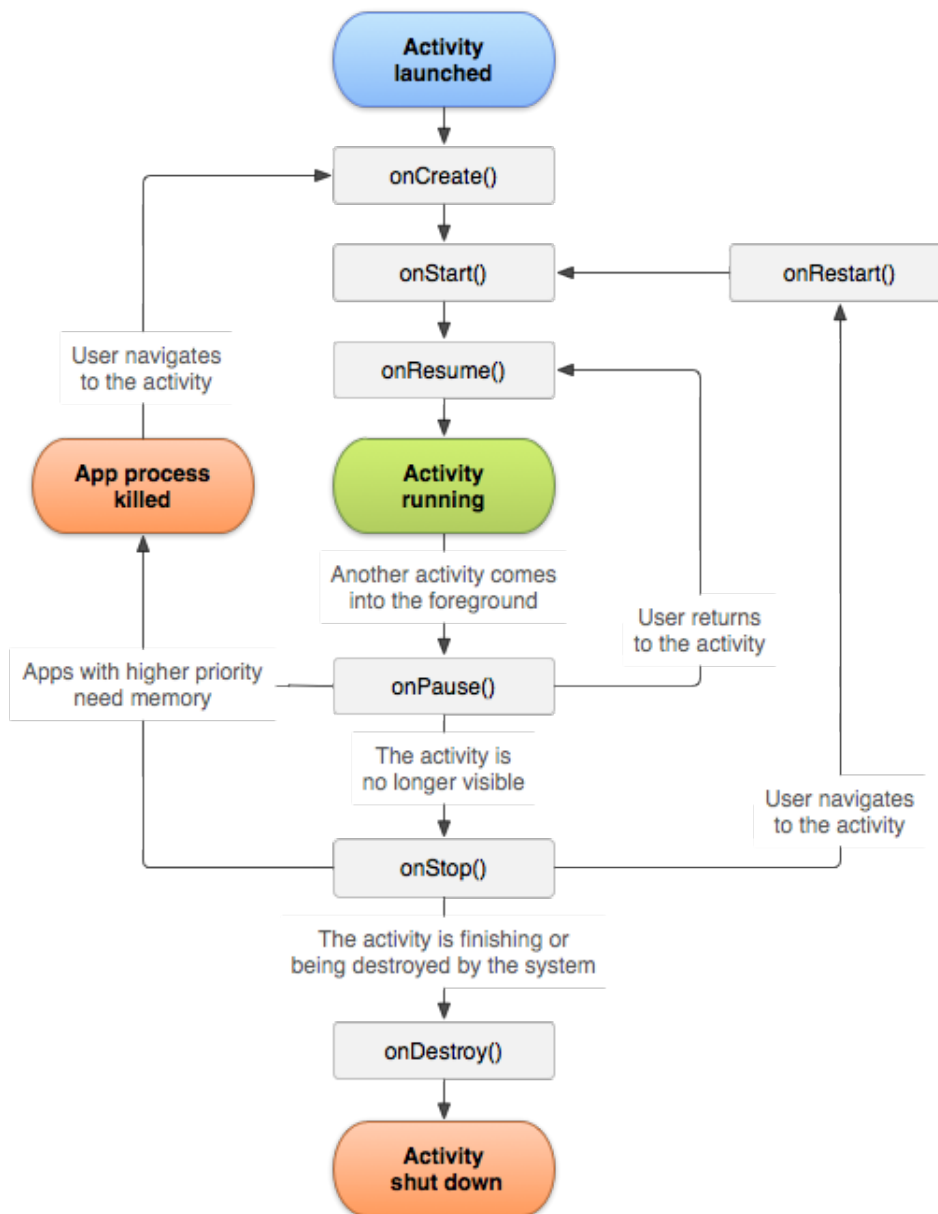 Activity
launched
onCreate()
onStart()
onRestart()
onResume()
User navigates
to the activity
App process
killed
Activity
running
Another activity comes
into the foreground
User returns
to the activity
Apps with higher priority
need memory
onPause()
The activity is
no longer visible
User navigates
to the activity
onStop()
The activity is finishing or
being destroyed by the system
onDestroy()
Activity
shut down